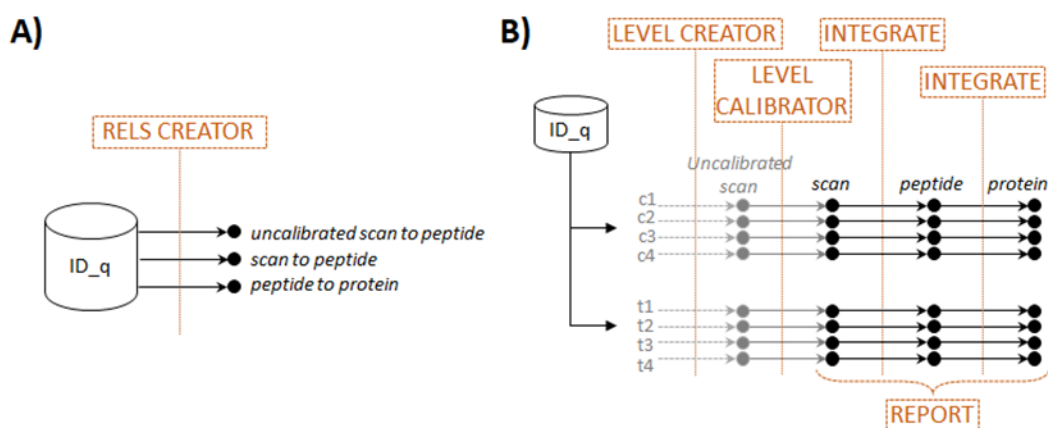 A)
RELS CREATOR
ID_q
uncalibrated scan to peptide
scan to peptide
peptide to protein
B)
LEVEL CREATOR
INTEGRATE
LEVEL
CALIBRATOR
INTEGRATE
ID_q
Uncalibrated
scan
scan
peptide
protein
c1
c2
c3
c4
t1
t2
t3
t4
REPORT